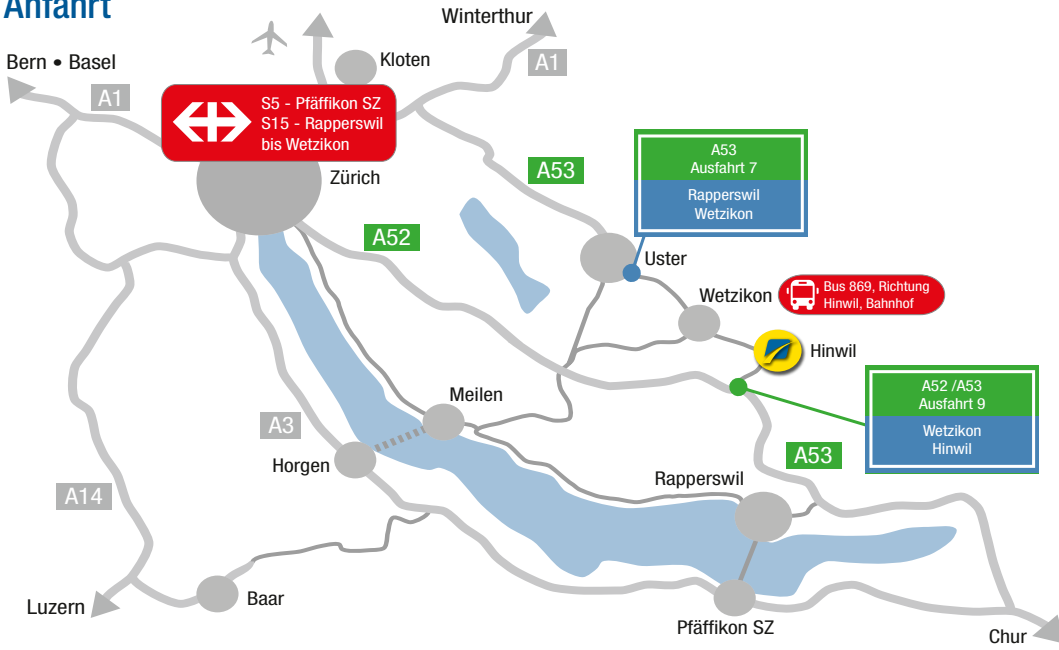 Anfahrt
Winterthur
Bern • Basel
Kloten
A1
A1
S5 - Pfäffikon SZ
S15 - Rapperswil
bis Wetzikon
Zürich
A53
A53
Ausfahrt 7
Rapperswil
Wetzikon
A52
Uster
Wetzikon
Bus 869, Richtung
Hinwil, Bahnhof
Hinwil
A52 /A53
Ausfahrt 9
Wetzikon
Hinwil
Meilen
A3
Horgen
A53
Rapperswil
A14
Baar
Luzern
Pfäffikon SZ
Chur